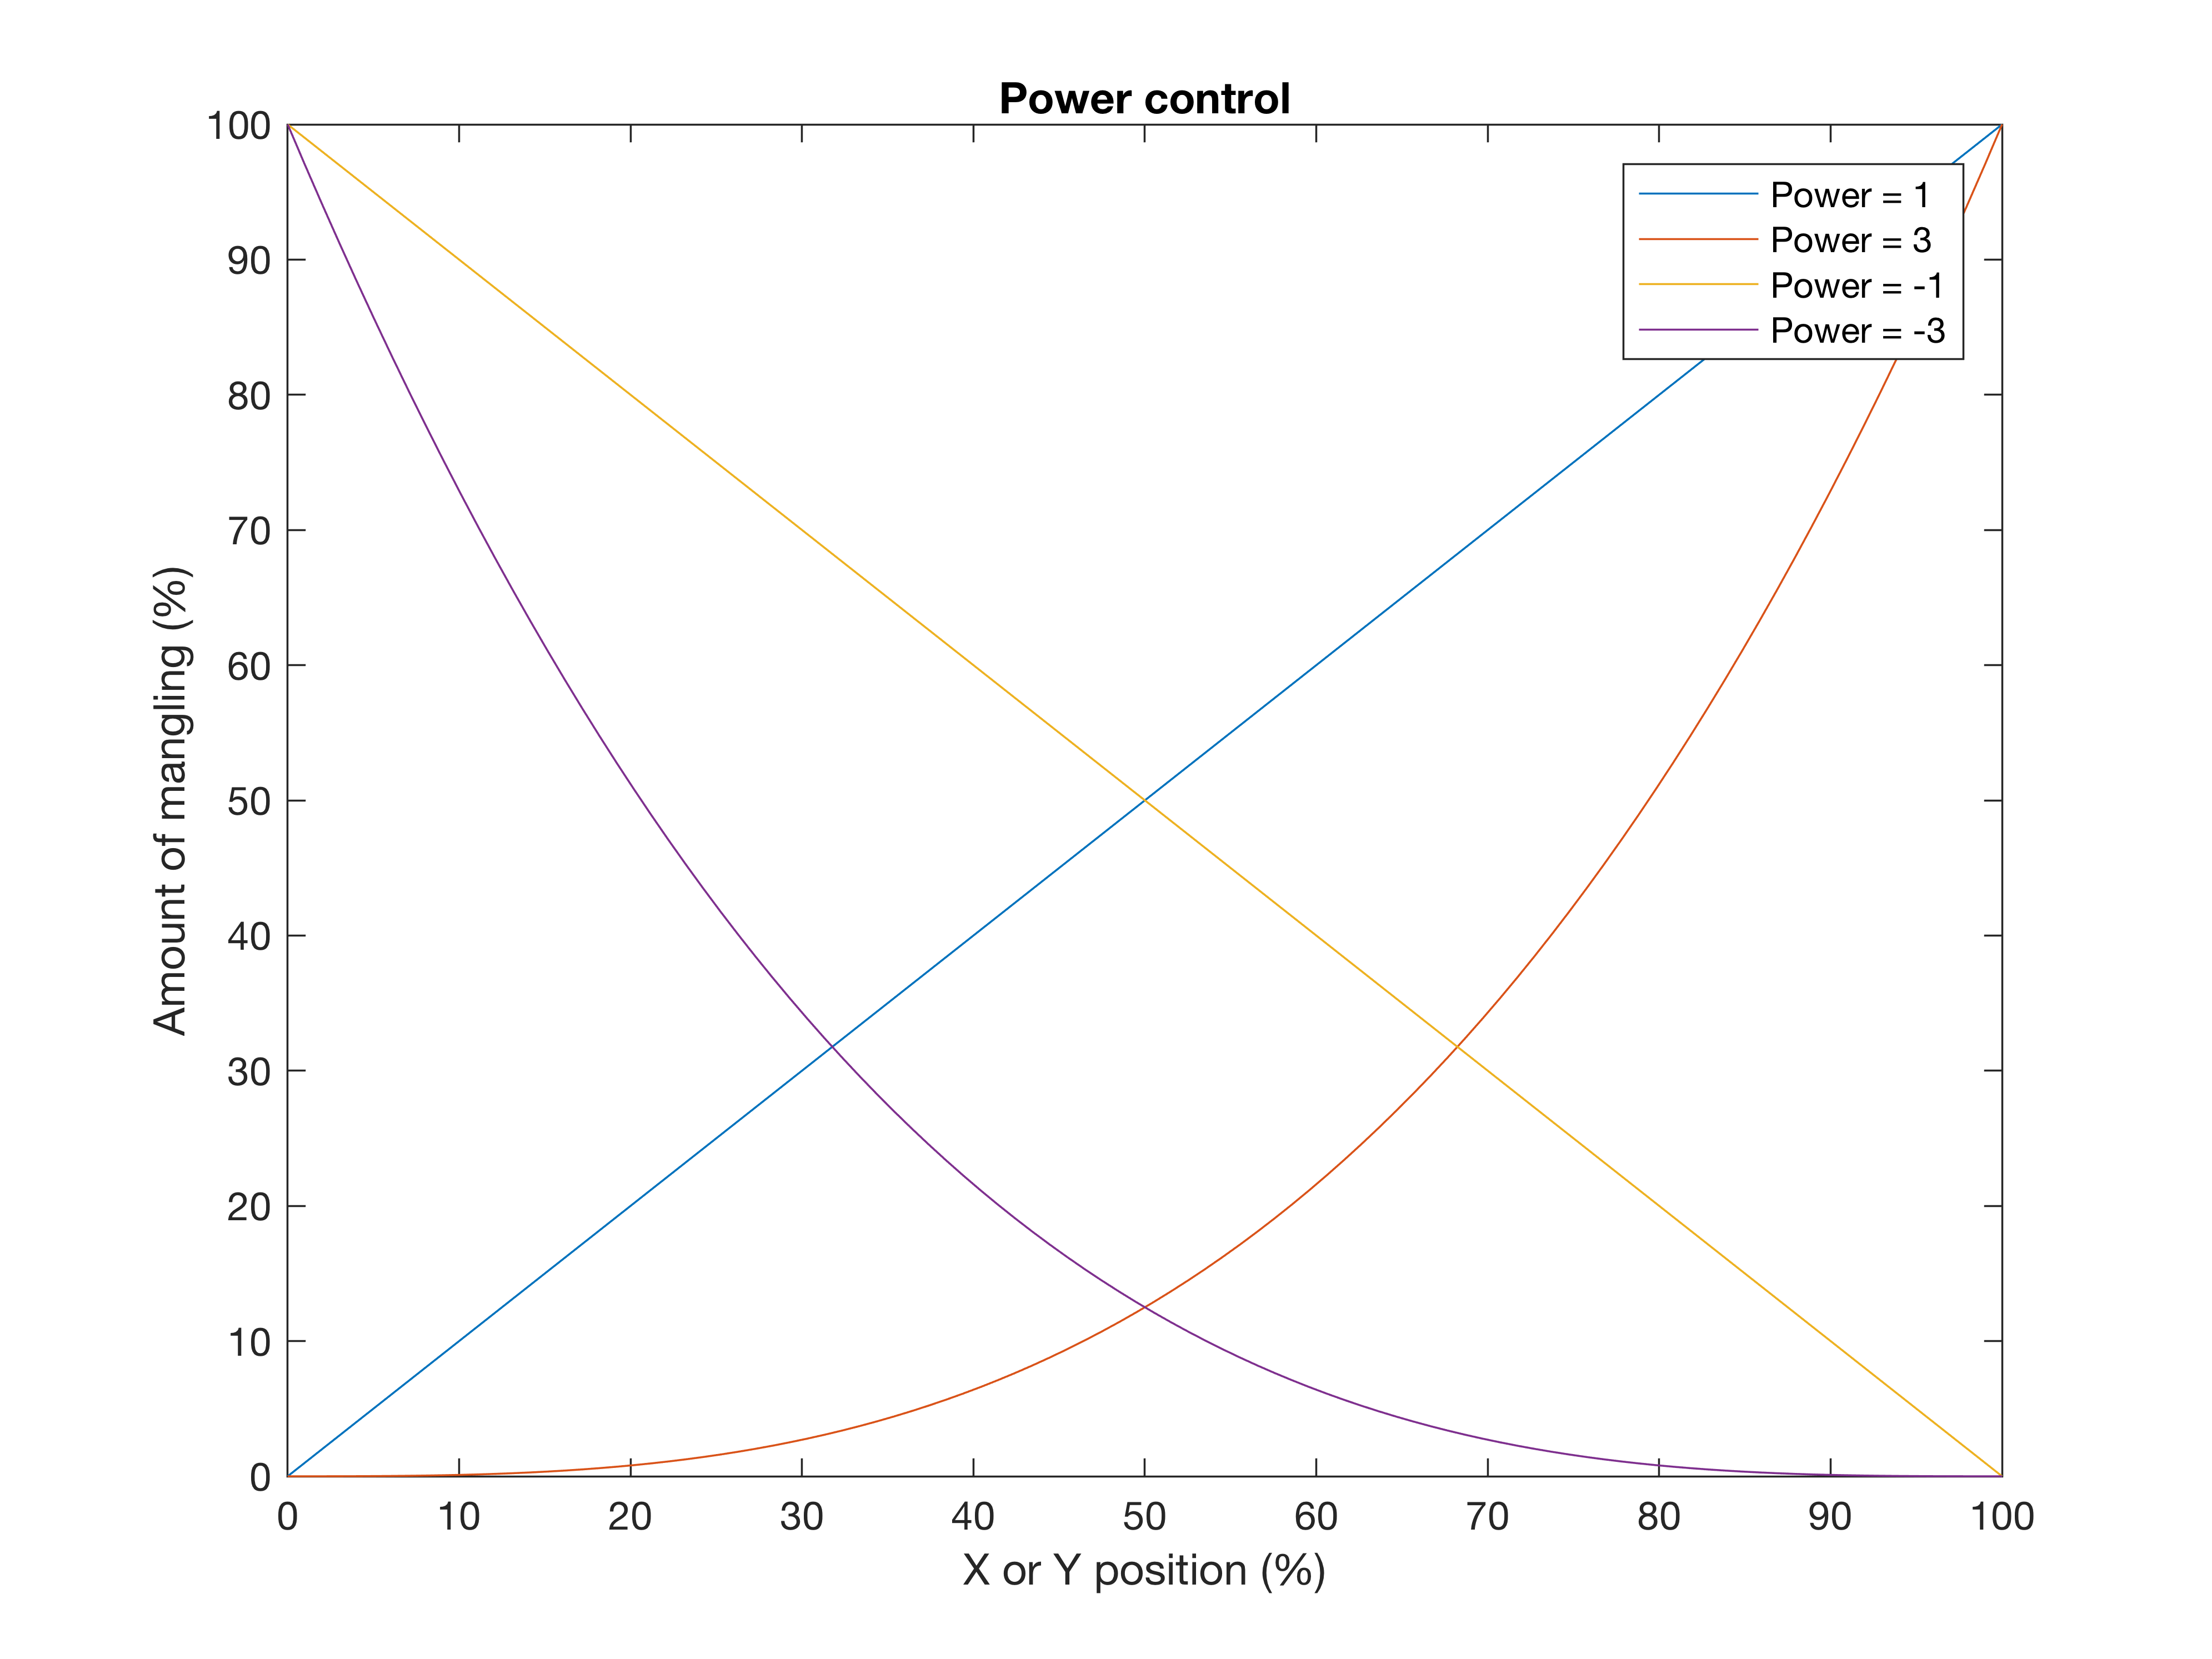 Power control
Power = 1
Power = 3
Power = -1
Power = -3
Amount of mangling (%)
100
90
80
70
60
50
40
30
20
10
0
0 10 20 30 40 50 60 70 80 90 100
X or Y position (%)